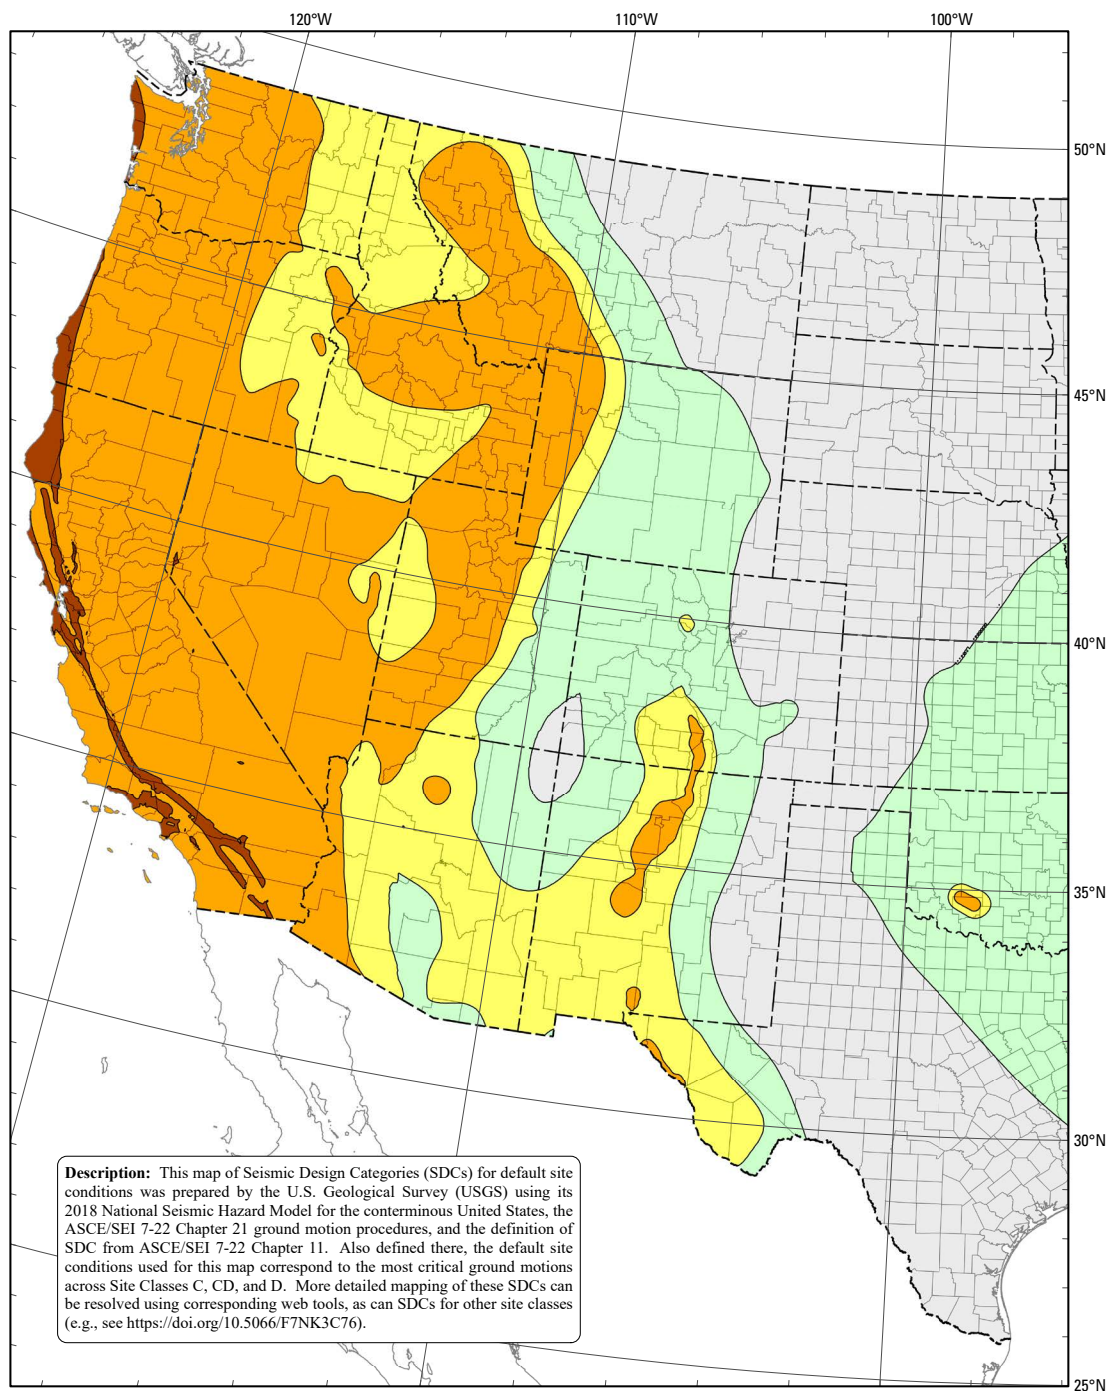 120°W
110°W
100°W
50°N
45°N
40°N
35°N
30°N
25°N
Description: This map of Seismic Design Categories (SDCs) for default site
conditions was prepared by the U.S. Geological Survey (USGS) using its
2018 National Seismic Hazard Model for the conterminous United States, the
ASCE/SEI 7-22 Chapter 21 ground motion procedures, and the definition of
SDC from ASCE/SEI 7-22 Chapter 11. Also defined there, the default site
conditions used for this map correspond to the most critical ground motions
across Site Classes C, CD, and D. More detailed mapping of these SDCs can
be resolved using corresponding web tools, as can SDCs for other site classes
(e.g., see https://doi.org/10.5066/F7NK3C76).